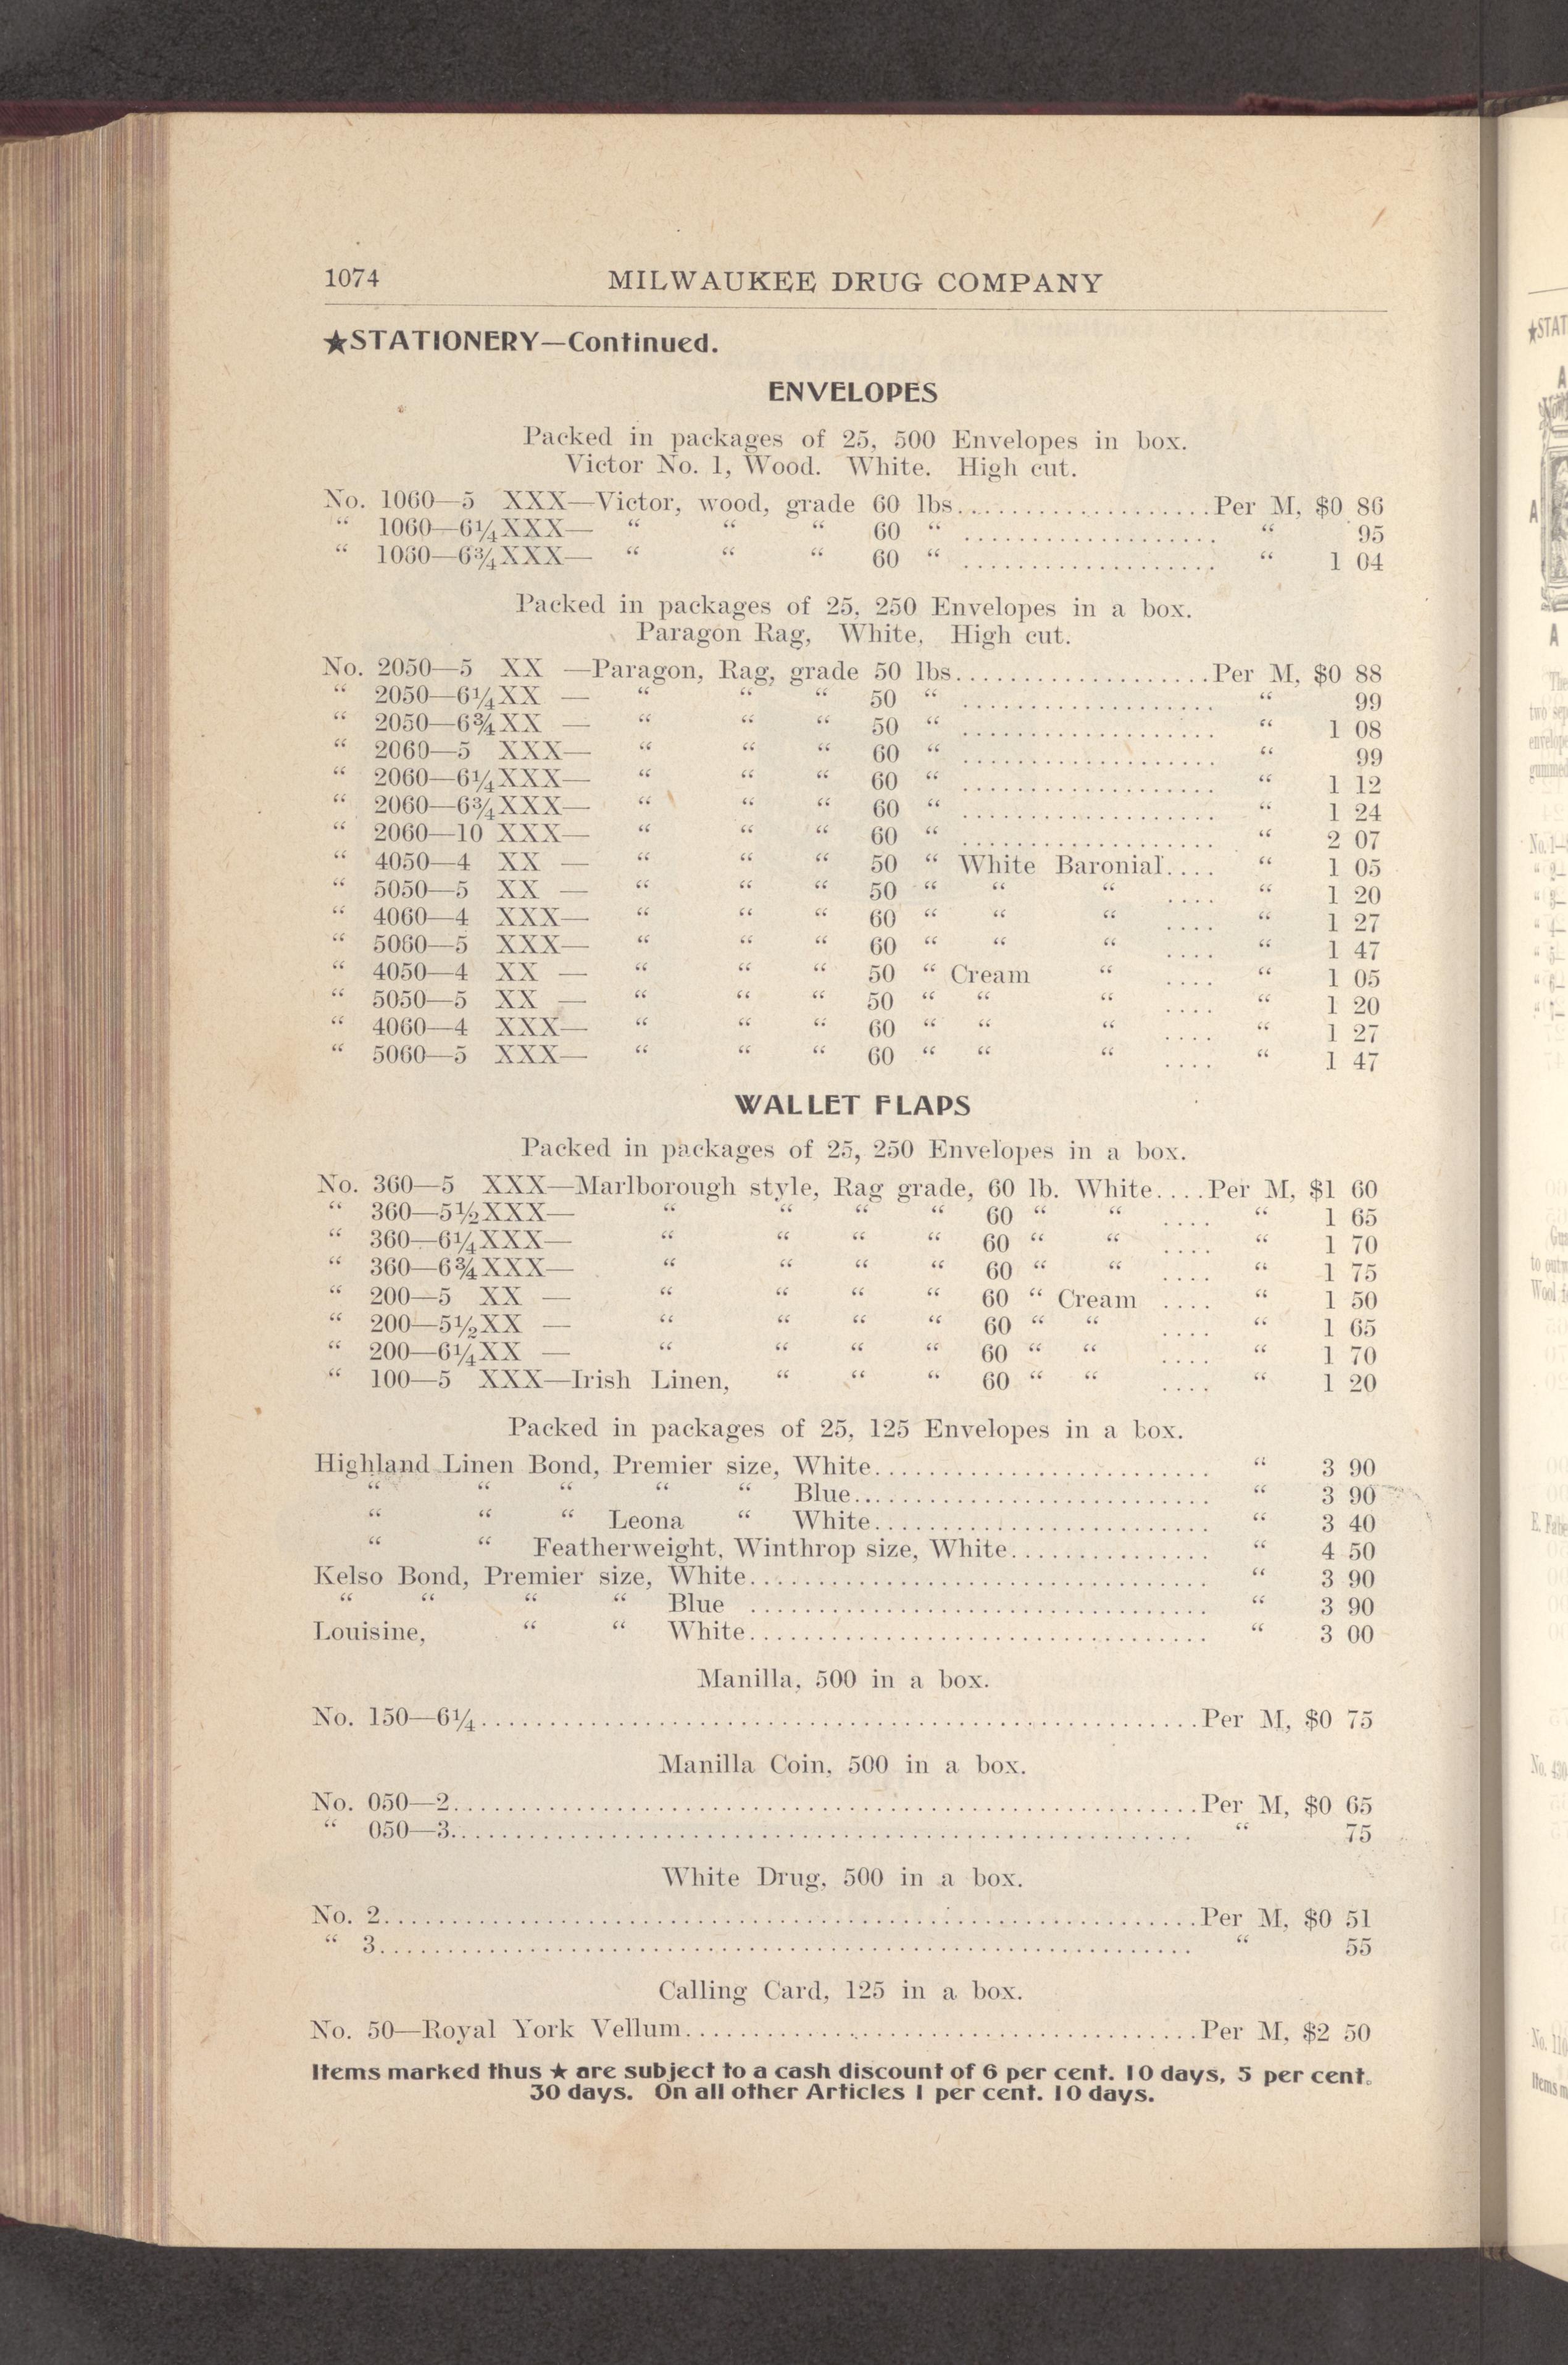 1074 MILWAUKEE DRUG COMPANY
★STATIONERY—Continued.
ENVELOPES
Packed in packages of 25, 500 Envelopes in box.
Victor No. 1, Wood. White. High cut.
No. 1060—5 XXX—Victor, wood, grade 60 lbs...................Per M, $0 86
“ 1060—6¼XXX— “ “ “ 60 “ ................... “ 95
“ 1060—6¾XXX— “ “ “ 60 “ ................... “ 1 04
Packed in packages of 25, 250 Envelopes in a box.
Paragon Rag, White, High cut.
No. 2050—5 XX —Paragon, Rag, grade 50 lbs...................Per M, $0 88
“ 2050—6¼XX — “ “ “ 50 “ ................... “ 99
“ 2050—6¾XX — “ “ “ 50 “ ................... “ 1 08
“ 2060—5 XXX— “ “ “ 60 “ ................... “ 99
“ 2060—6¼XXX— “ “ “ 60 “ ................... “ 1 12
“ 2060—6¾XXX— “ “ “ 60 “ ................... “ 1 24
“ 2060—10 XXX— “ “ “ 60 “ ................... “ 2 07
“ 4050—4 XX — “ “ “ 50 “ White Baronial.... “ 1 05
“ 5050—5 XX — “ “ “ 50 “ “ “ .... “ 1 20
“ 4060—4 XXX— “ “ “ 60 “ “ “ .... “ 1 27
“ 5060—5 XXX— “ “ “ 60 “ “ “ .... “ 1 47
“ 4050—4 XX — “ “ “ 50 “ Cream “ .... “ 1 05
“ 5050—5 XX — “ “ “ 50 “ “ “ .... “ 1 20
“ 4060—4 XXX— “ “ “ 60 “ “ “ .... “ 1 27
“ 5060—5 XXX— “ “ “ 60 “ “ “ .... “ 1 47
WALLET FLAPS
Packed in packages of 25, 250 Envelopes in a box.
No. 360—5 XXX—Marlborough style, Rag grade, 60 lb. White....Per M, $1 60
“ 360—5½XXX— “ “ “ “ 60 “ “ .... “ 1 65
“ 360—6¼XXX— “ “ “ “ 60 “ “ .... “ 1 70
“ 360—6¾XXX— “ “ “ “ 60 “ “ .... “ 1 75
“ 200—5 XX — “ “ “ “ 60 “ Cream .... “ 1 50
“ 200—5½XX — “ “ “ “ 60 “ “ .... “ 1 65
“ 200—6¼XX — “ “ “ “ 60 “ “ .... “ 1 70
“ 100—5 XXX—Irish Linen, “ “ “ 60 “ “ .... “ 1 20
Packed in packages of 25, 125 Envelopes in a box.
Highland Linen Bond, Premier size, White......................... “ 3 90
“ “ “ “ “ Blue........................... “ 3 90
“ “ “ Leona “ White......................... “ 3 40
“ “ Featherweight, Winthrop size, White............... “ 4 50
Kelso Bond, Premier size, White.................................. “ 3 90
“ “ “ “ Blue .................................. “ 3 90
Louisine, “ “ White.................................. “ 3 00
Manilla, 500 in a box.
No. 150—6¼.....................................................Per M, $0 75
Manilla Coin, 500 in a box.
No. 050—2.......................................................Per M, $0 65
“ 050—3....................................................... “ 75
White Drug, 500 in a box.
No. 2............................................................Per M, $0 51
“ 3............................................................ “ 55
Calling Card, 125 in a box.
No. 50—Royal York Vellum......................................Per M, $2 50
Items marked thus ★ are subject to a cash discount of 6 per cent. 10 days, 5 per cent.
30 days. On all other Articles 1 per cent. 10 days.
★STAT
A
A
A
The
two sep
envelope
gummed
No. 1—